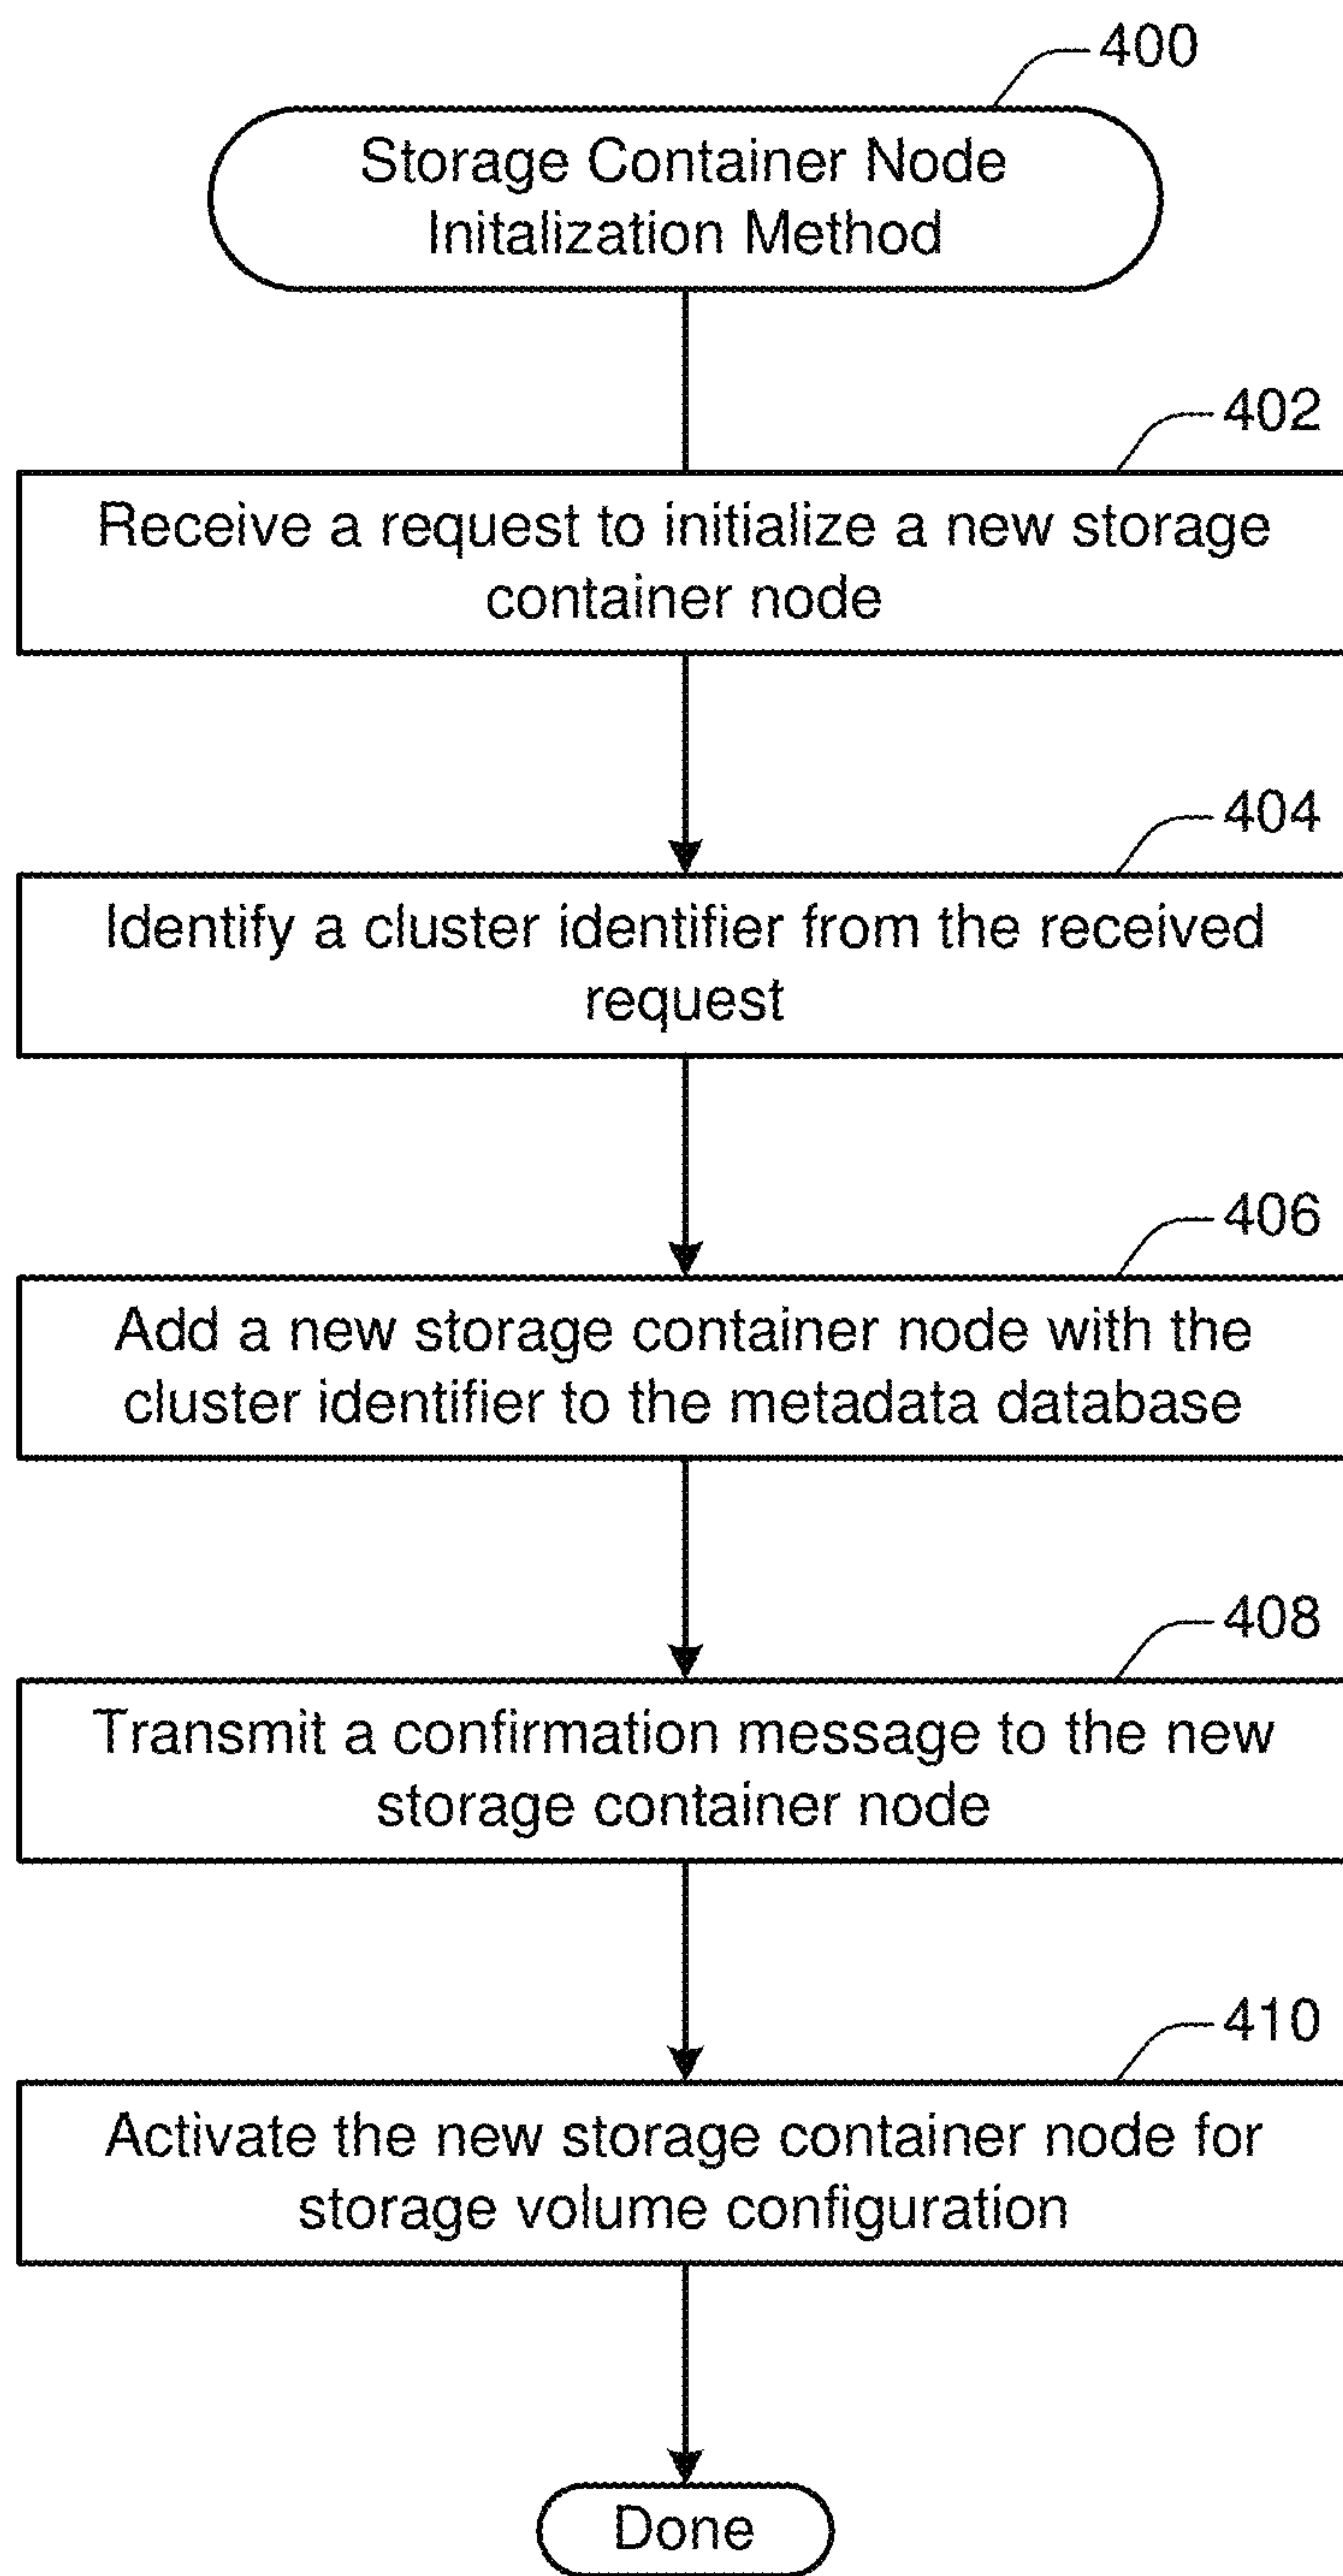 400
Storage Container Node
Initalization Method
402
Receive a request to initialize a new storage
container node
404
Identify a cluster identifier from the received
request
406
Add a new storage container node with the
cluster identifier to the metadata database
408
Transmit a confirmation message to the new
storage container node
410
Activate the new storage container node for
storage volume configuration
Done